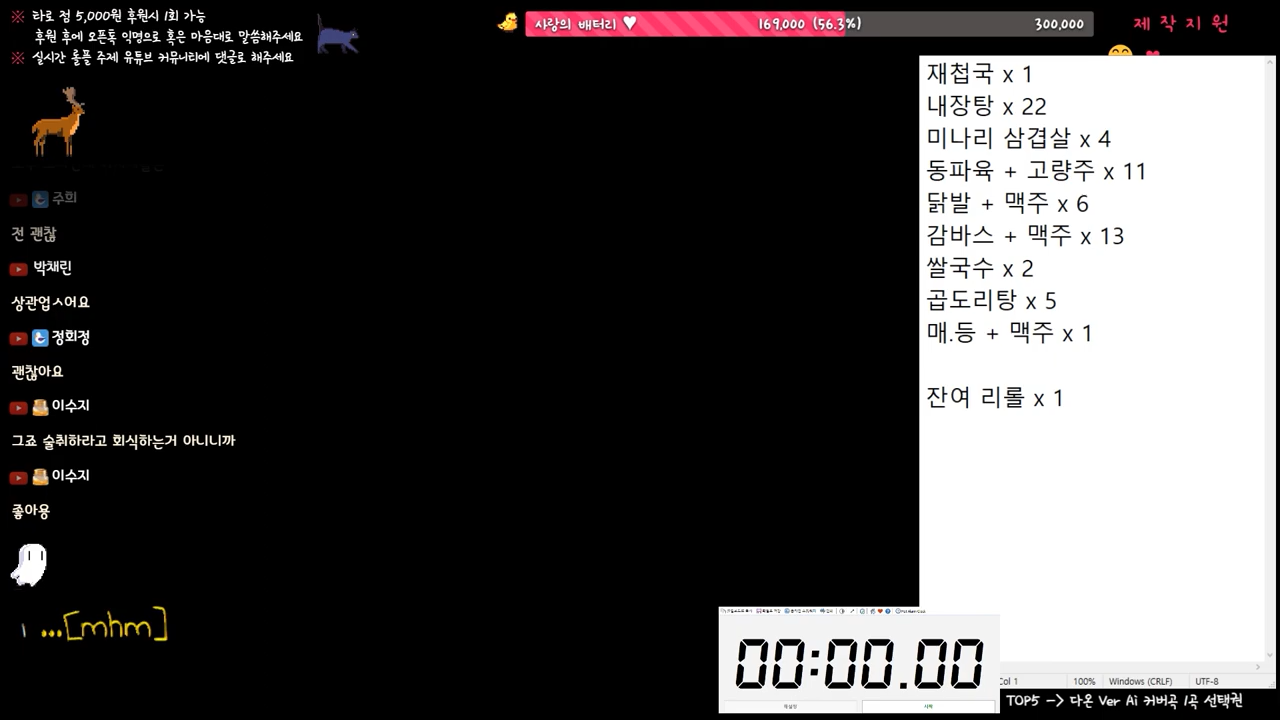 ※ 타로 점 5,000원 후원시 1회 가능
후원 후에 오픈톡 익명으로 혹은 마음대로 말씀해주세요
※ 실시간 롤플 주제 유튜브 커뮤니티에 댓글로 해주세요
사랑의 배터리 ♥ 169,000 (56.3%) 300,000
제작지원
주희
전 괜찮
박채린
상관업ㅅ어요
정회정
괜찮아요
이수지
그죠 술취하라고 회식하는거 아니니까
이수지
좋아용
...[mhm]
재첩국 x 1
내장탕 x 22
미나리 삼겹살 x 4
동파육 + 고량주 x 11
닭발 + 맥주 x 6
감바스 + 맥주 x 13
쌀국수 x 2
곱도리탕 x 5
매.등 + 맥주 x 1
잔여 리롤 x 1
00:00.00
Col 1 100% Windows (CRLF) UTF-8
TOP5 -> 다온 Ver Ai 커버곡 1곡 선택권